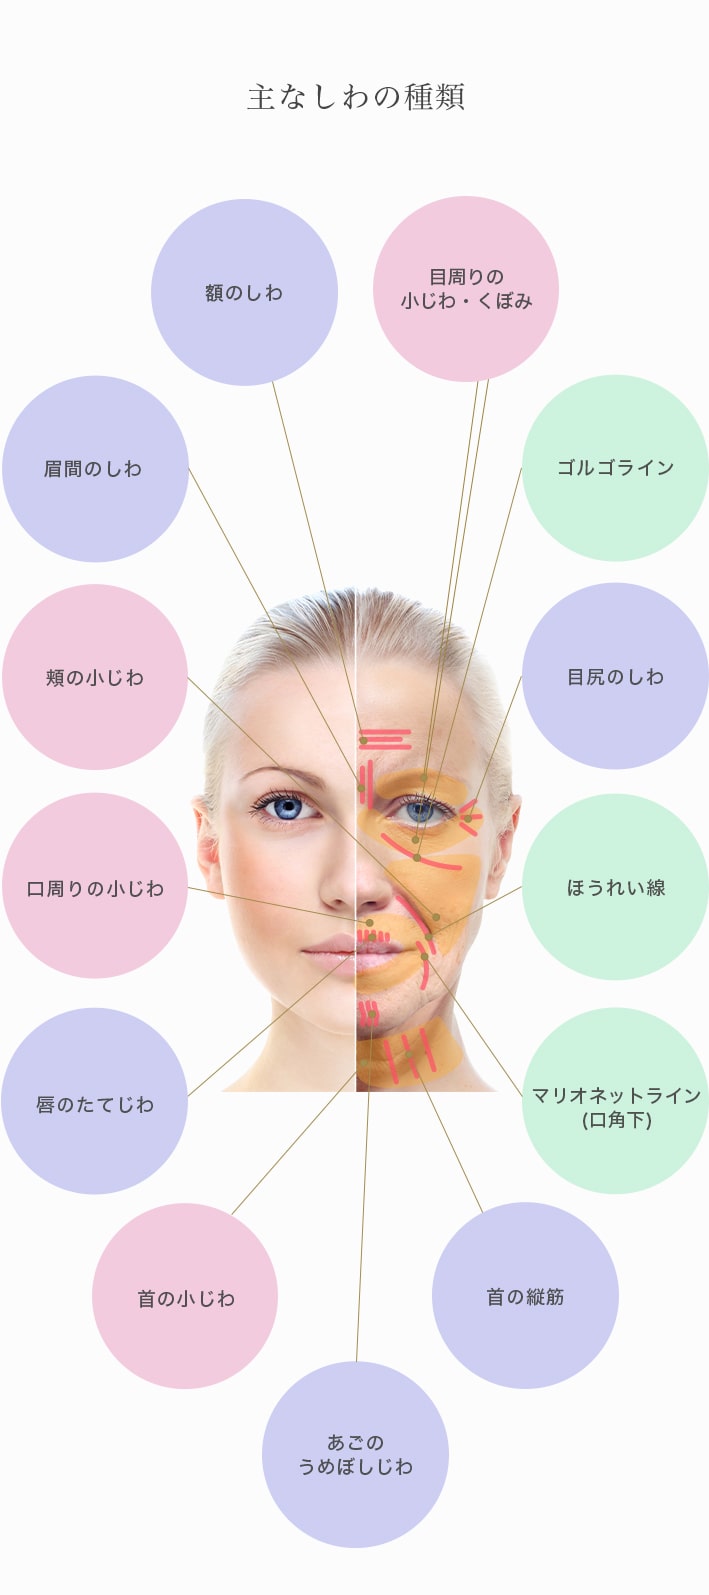 主なしわの種類
額のしわ
目周りの
小じわ・くぼみ
眉間のしわ
ゴルゴライン
頬の小じわ
目尻のしわ
口周りの小じわ
ほうれい線
唇のたてじわ
マリオネットライン
(口角下)
首の小じわ
首の縦筋
あごの
うめぼしじわ